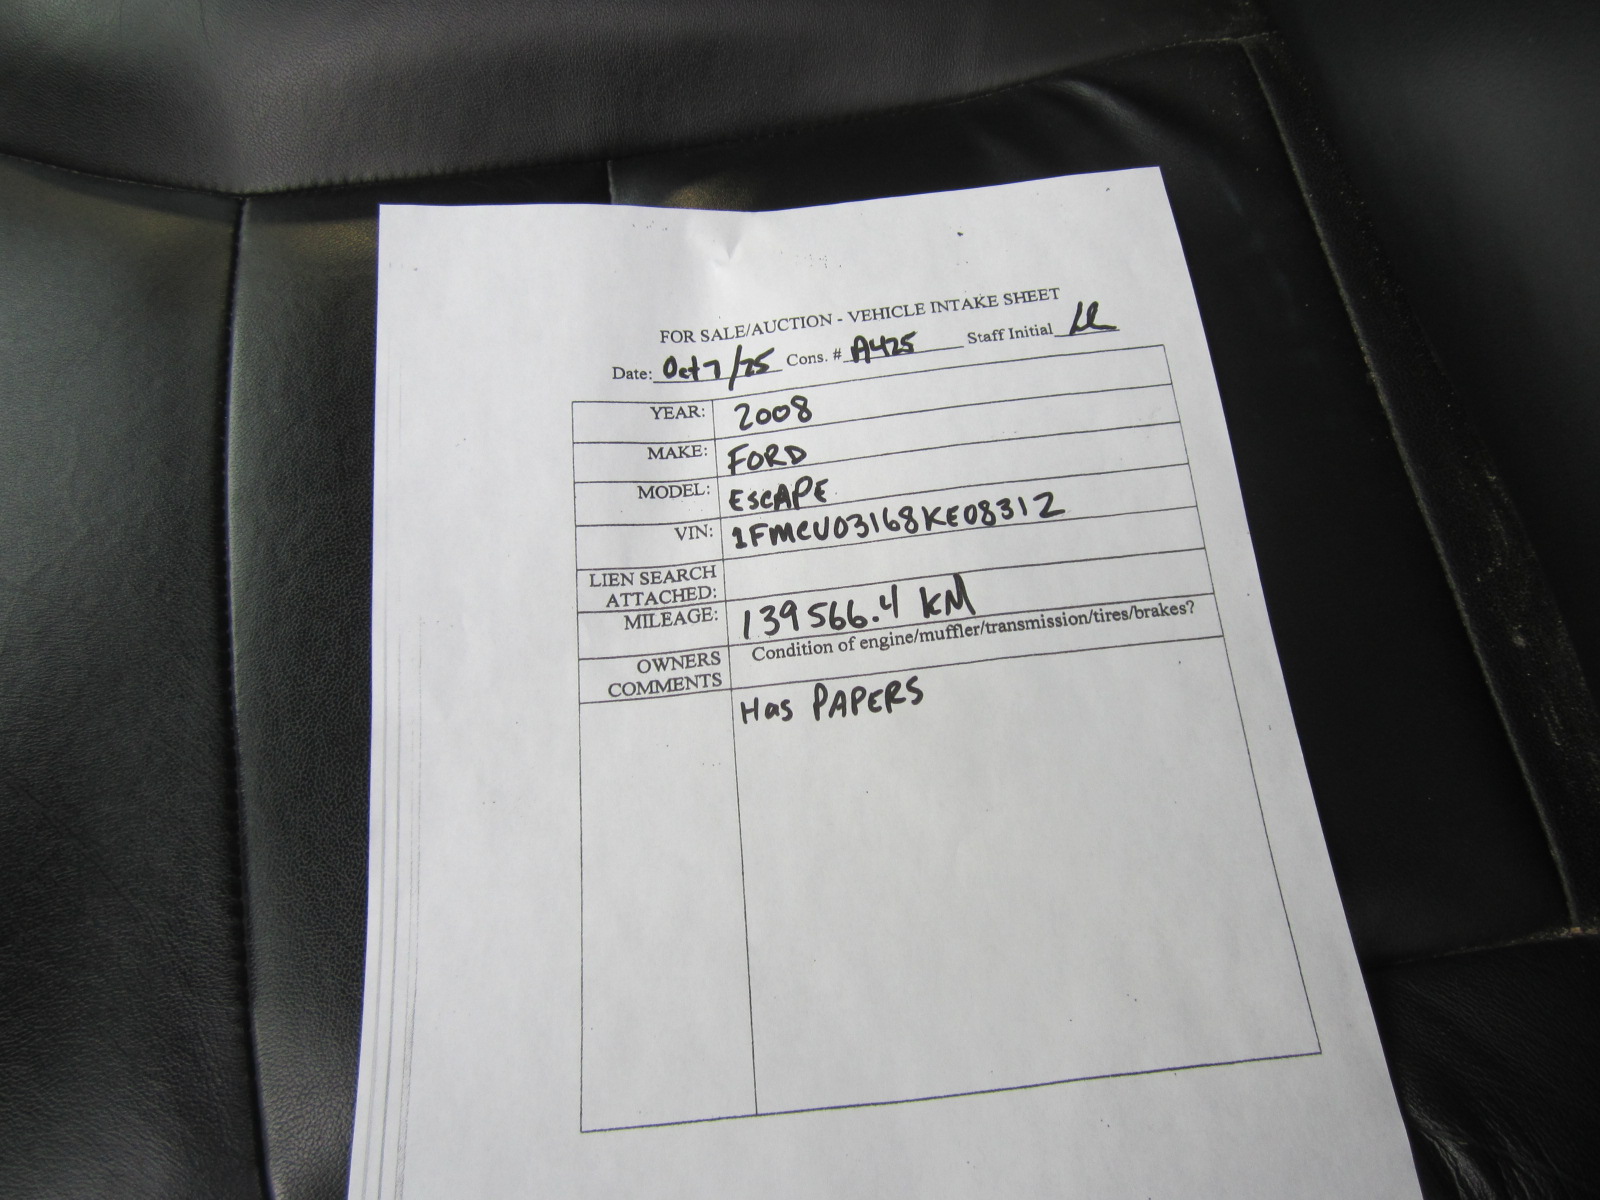 FOR SALE/AUCTION - VEHICLE INTAKE SHEET
Date: Oct 7/25 Cons. # A425 Staff Initial
YEAR: 2008
MAKE: FORD
MODEL: EscAPE
VIN: 1FMCU03168KE08312
LIEN SEARCH
ATTACHED:
MILEAGE: 139566.4 KM
OWNERS
COMMENTS
Condition of engine/muffler/transmission/tires/brakes?
Has PAPERS